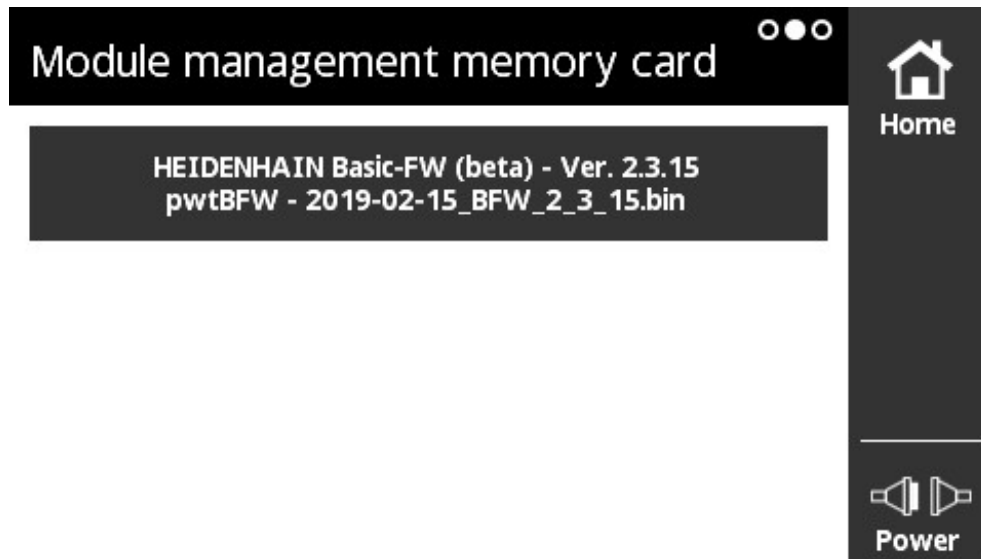 Module management memory card
Home
HEIDENHAIN Basic-FW (beta) - Ver. 2.3.15
pwtBFW - 2019-02-15_BFW_2_3_15.bin
Power